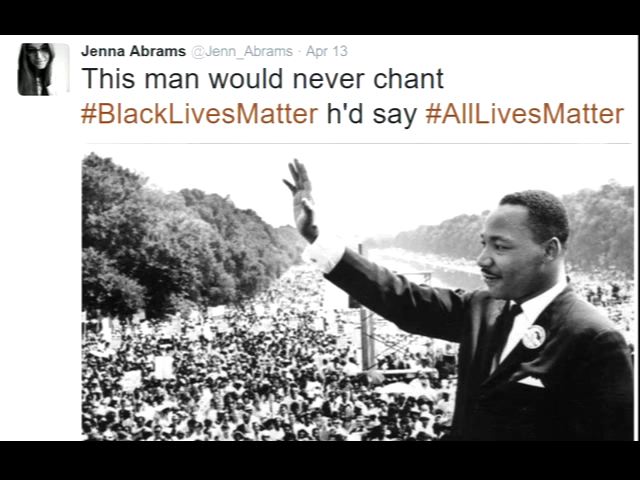 Jenna Abrams @Jenn_Abrams · Apr 13
This man would never chant
#BlackLivesMatter h'd say #AllLivesMatter